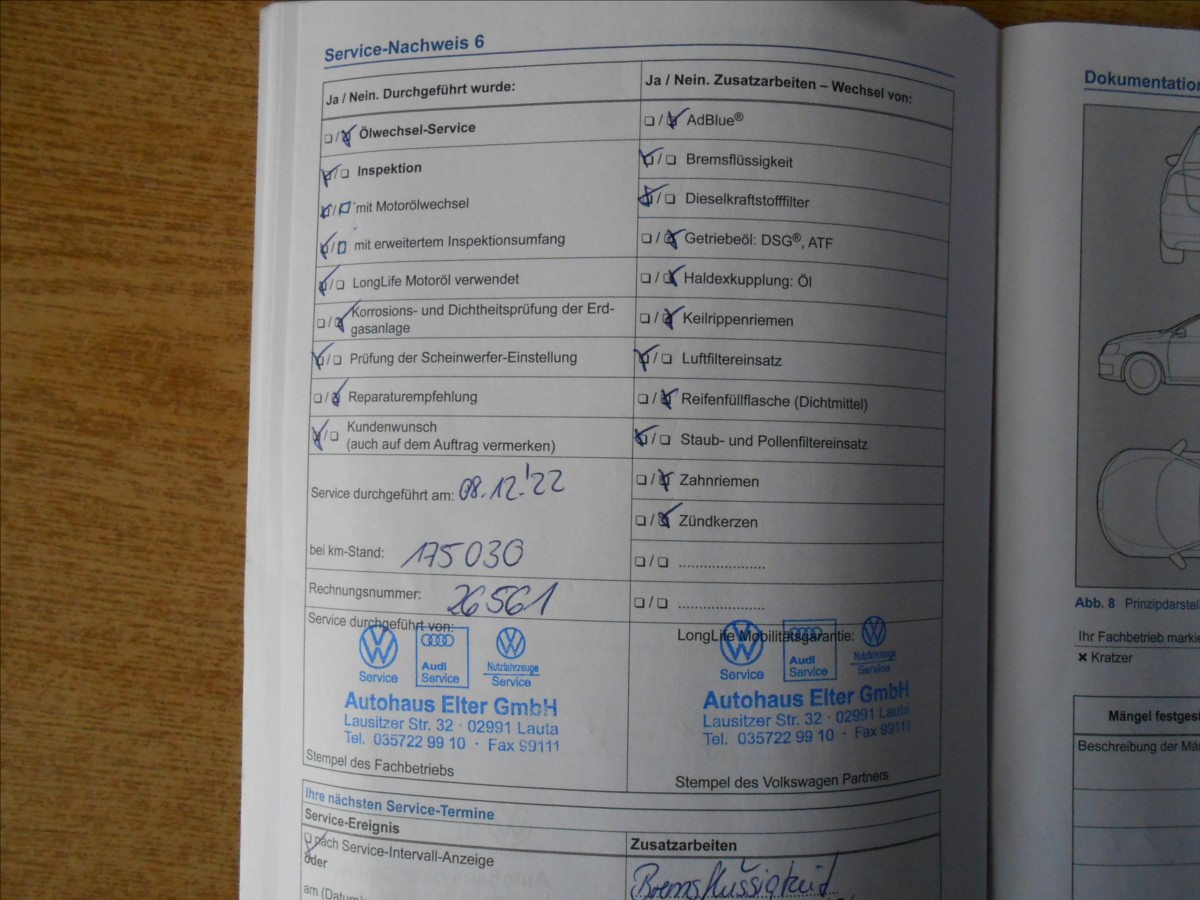 Service-Nachweis 6
Ja / Nein. Durchgeführt wurde:
❏ / ❏ Ölwechsel-Service
❏ / ❏ Inspektion
❏ / ❏ mit Motorölwechsel
❏ / ❏ mit erweitertem Inspektionsumfang
❏ / ❏ LongLife Motoröl verwendet
❏ / ❏ Korrosions- und Dichtheitsprüfung der Erd-
gasanlage
❏ / ❏ Prüfung der Scheinwerfer-Einstellung
❏ / ❏ Reparaturempfehlung
❏ / ❏ Kundenwunsch
(auch auf dem Auftrag vermerken)
Service durchgeführt am: 08.12.'22
bei km-Stand: 175030
Rechnungsnummer: 26561
Service durchgeführt von:
Service
Audi
Service
Nutzfahrzeuge
Service
Autohaus Elter GmbH
Lausitzer Str. 32 · 02991 Lauta
Tel. 035722 99 10 · Fax 99111
Stempel des Fachbetriebs
Ja / Nein. Zusatzarbeiten – Wechsel von:
❏ / ❏ AdBlue®
❏ / ❏ Bremsflüssigkeit
❏ / ❏ Dieselkraftstofffilter
❏ / ❏ Getriebeöl: DSG®, ATF
❏ / ❏ Haldexkupplung: Öl
❏ / ❏ Keilrippenriemen
❏ / ❏ Luftfiltereinsatz
❏ / ❏ Reifenfüllflasche (Dichtmittel)
❏ / ❏ Staub- und Pollenfiltereinsatz
❏ / ❏ Zahnriemen
❏ / ❏ Zündkerzen
❏ / ❏ .....................
❏ / ❏ .....................
LongLife Mobilitätsgarantie:
Service
Audi
Service
Nutzfahrzeuge
Service
Autohaus Elter GmbH
Lausitzer Str. 32 · 02991 Lauta
Tel. 035722 99 10 · Fax 99111
Stempel des Volkswagen Partners
Ihre nächsten Service-Termine
Service-Ereignis
❏ nach Service-Intervall-Anzeige
oder
am (Datum)
Zusatzarbeiten
Bremsflüssigkeit
Dokumentation
Abb. 8 Prinzipdarstel
Ihr Fachbetrieb markie
✖ Kratzer
Mängel festgest
Beschreibung der Mä